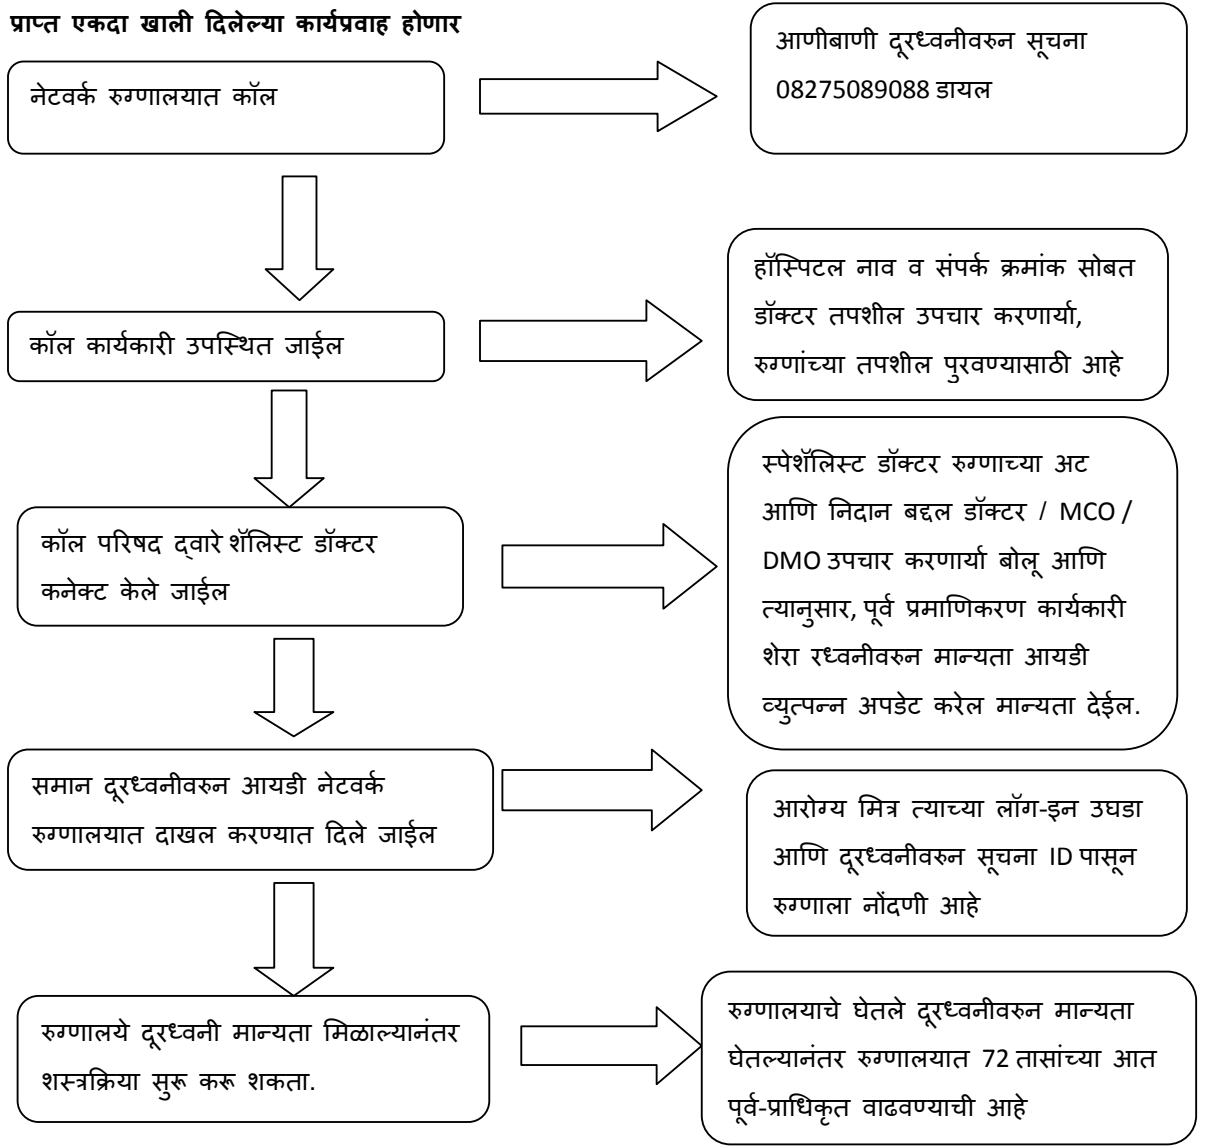 प्राप्त एकदा खाली दिलेल्या कार्यप्रवाह होणार
नेटवर्क रुग्णालयात कॉल
आणीबाणी दूरध्वनीवरुन सूचना
08275089088 डायल
कॉल कार्यकारी उपस्थित जाईल
हॉस्पिटल नाव व संपर्क क्रमांक सोबत
डॉक्टर तपशील उपचार करणार्या,
रुग्णांच्या तपशील पुरवण्यासाठी आहे
कॉल परिषद द्वारे शॅलिस्ट डॉक्टर
कनेक्ट केले जाईल
स्पेशॅलिस्ट डॉक्टर रुग्णाच्या अट
आणि निदान बद्दल डॉक्टर / MCO /
DMO उपचार करणार्या बोलू आणि
त्यानुसार, पूर्व प्रमाणिकरण कार्यकारी
शेरा रध्वनीवरुन मान्यता आयडी
व्युत्पन्न अपडेट करेल मान्यता देईल.
समान दूरध्वनीवरुन आयडी नेटवर्क
रुग्णालयात दाखल करण्यात दिले जाईल
आरोग्य मित्र त्याच्या लॉग-इन उघडा
आणि दूरध्वनीवरुन सूचना ID पासून
रुग्णाला नोंदणी आहे
रुग्णालये दूरध्वनी मान्यता मिळाल्यानंतर
शस्त्रक्रिया सुरू करू शकता.
रुग्णालयाचे घेतले दूरध्वनीवरुन मान्यता
घेतल्यानंतर रुग्णालयात 72 तासांच्या आत
पूर्व-प्राधिकृत वाढवण्याची आहे